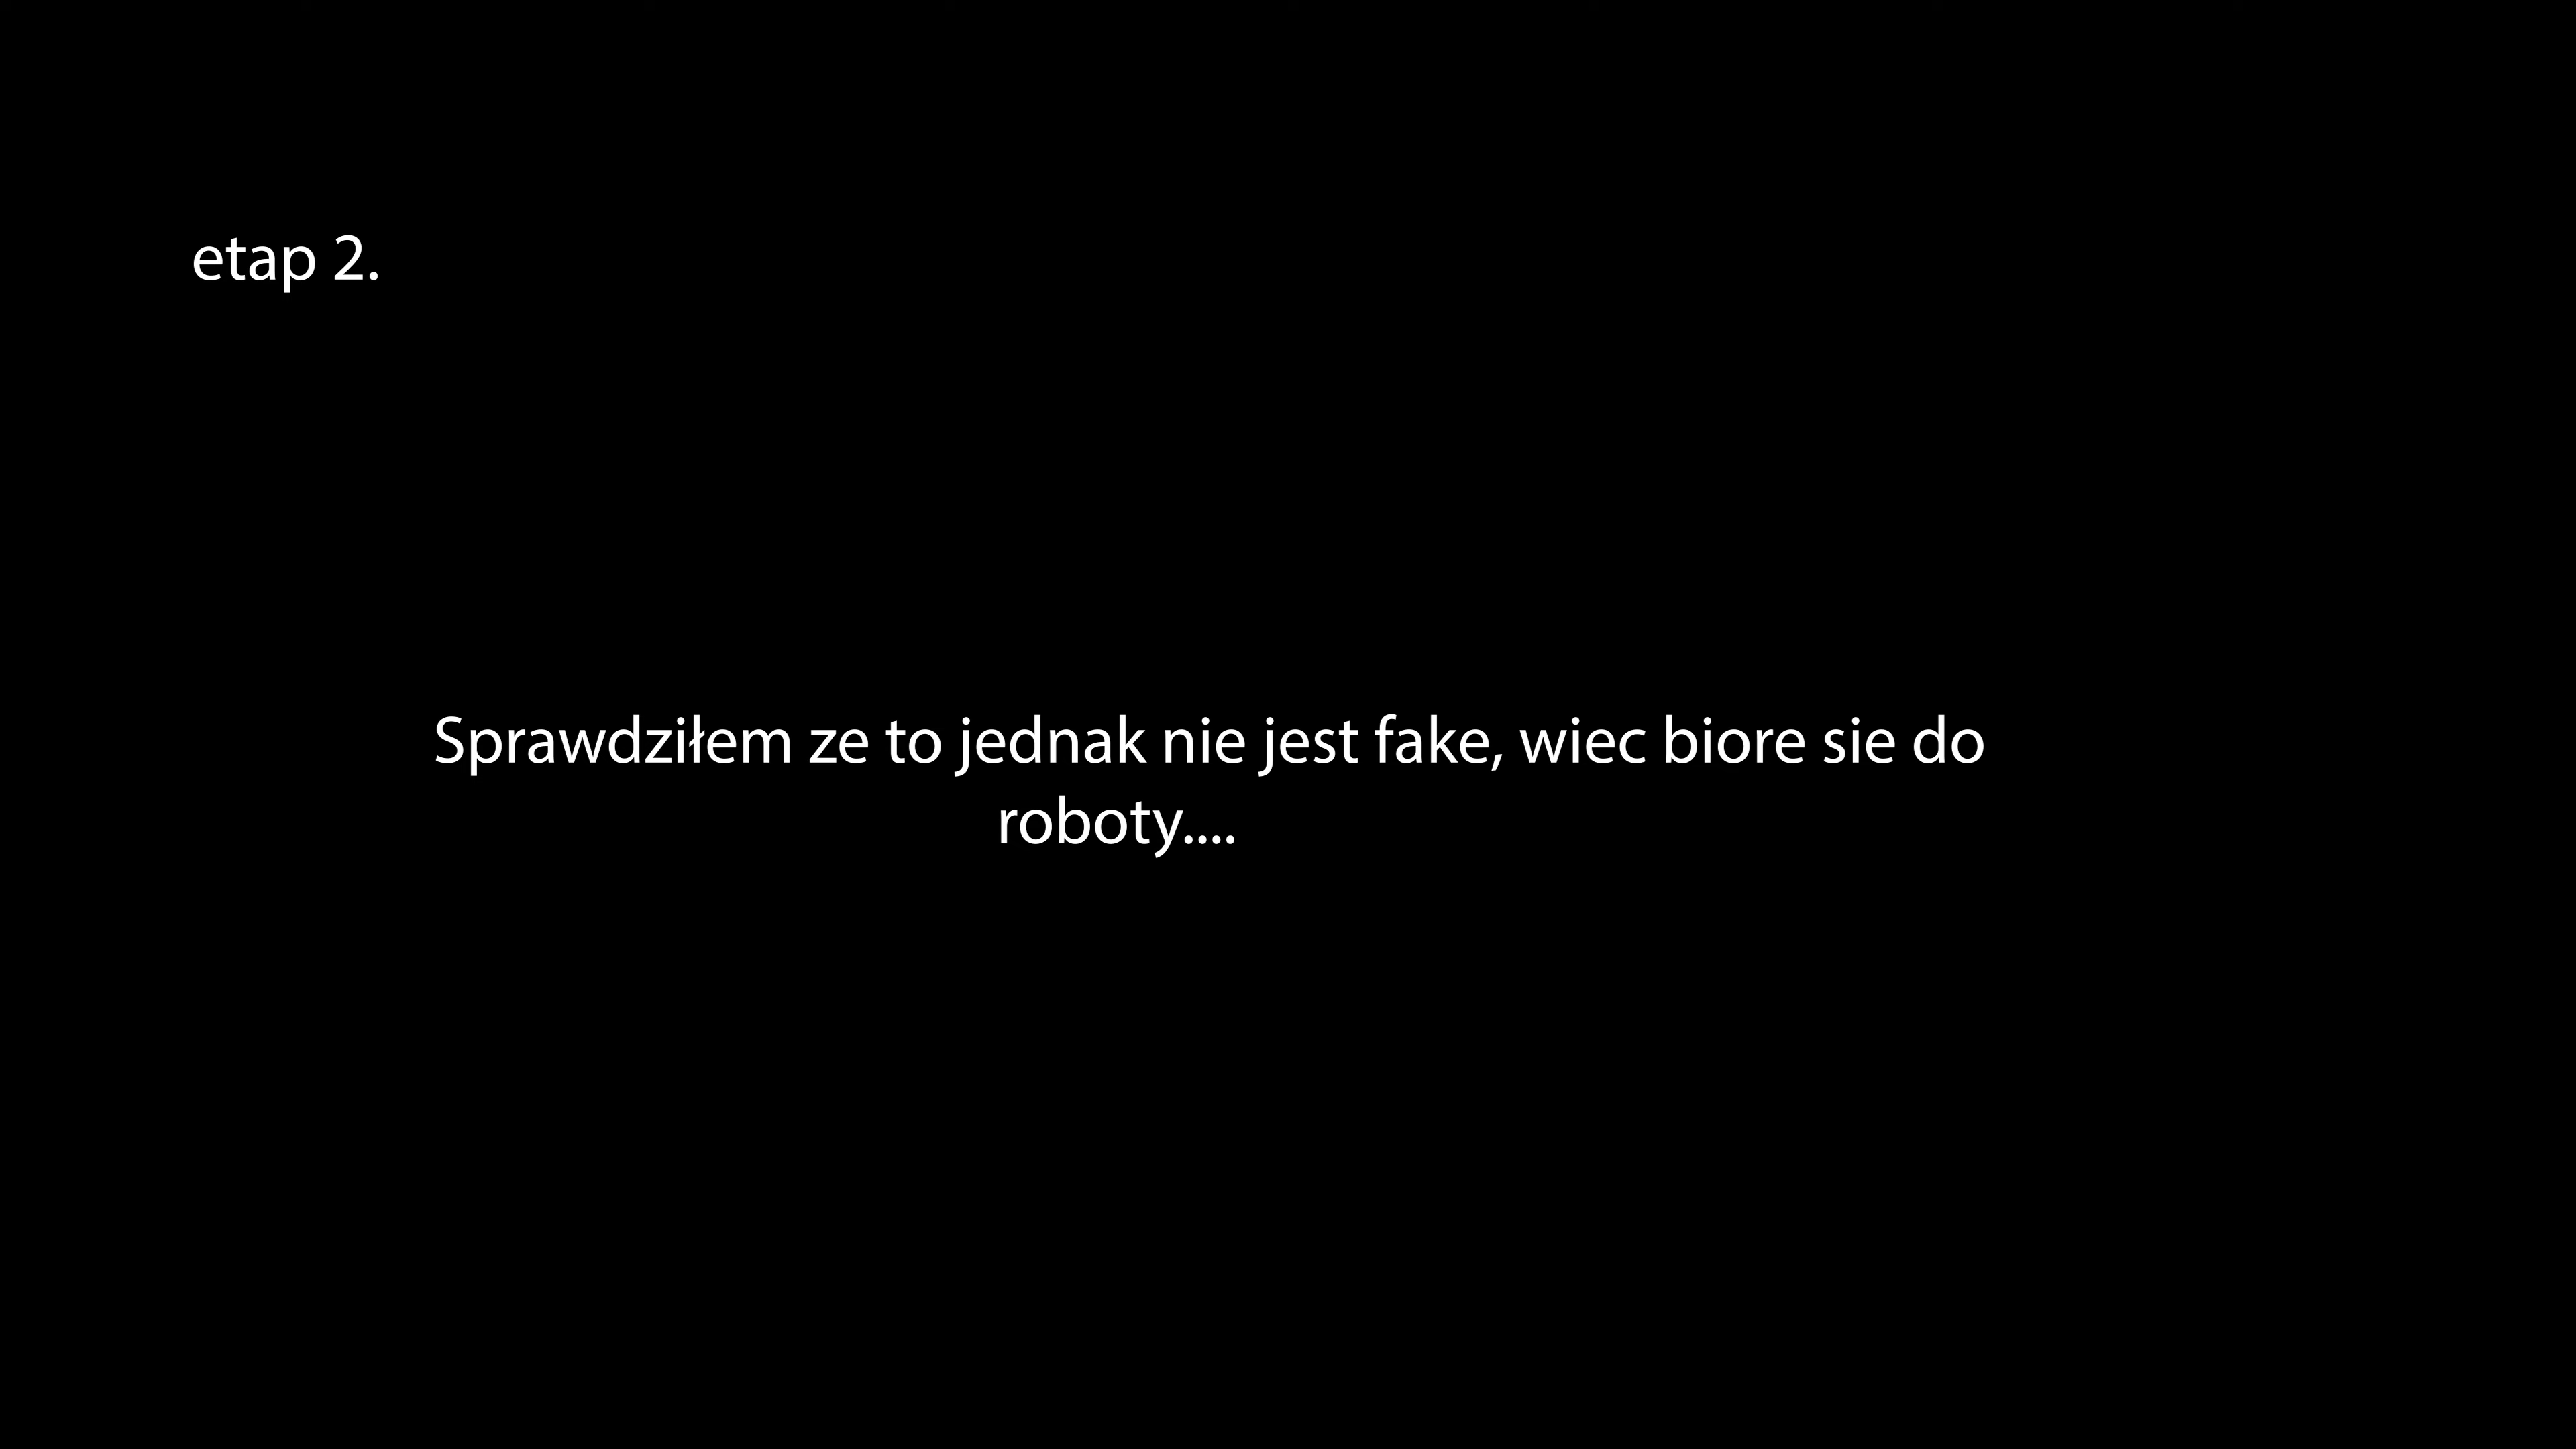 etap 2.
Sprawdziłem ze to jednak nie jest fake, wiec biore sie do
roboty....